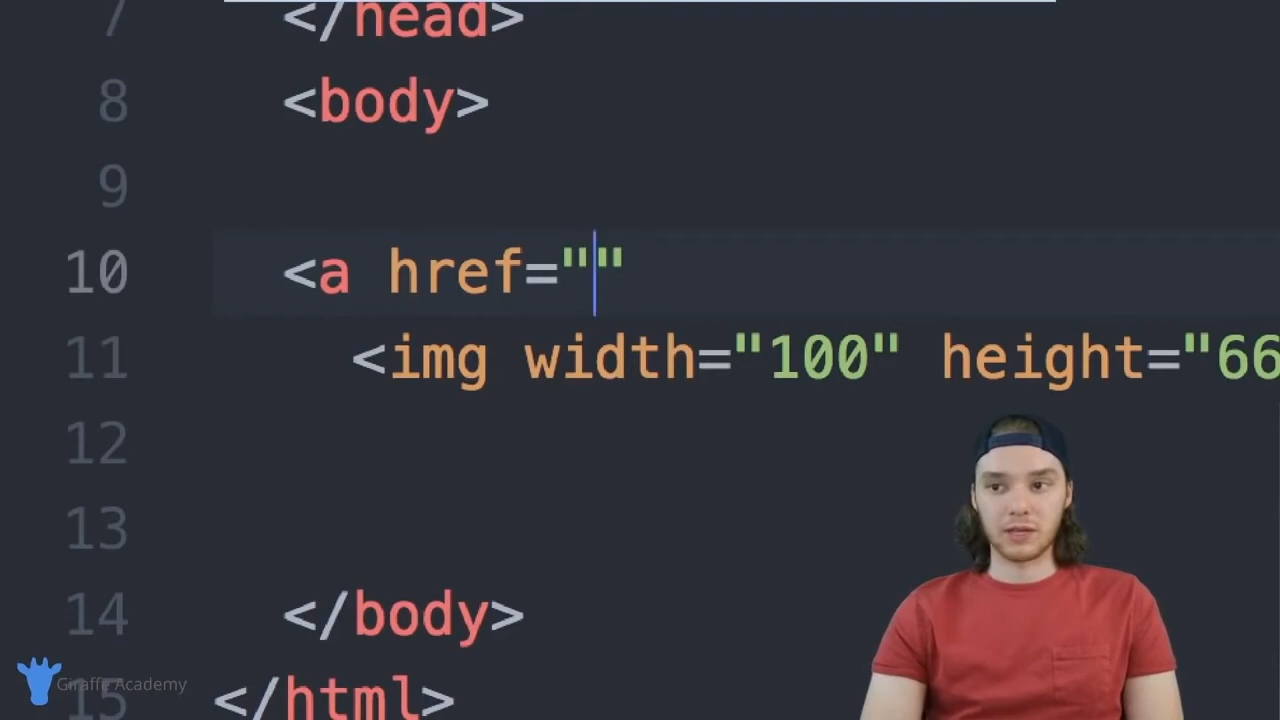 7 </head>
8 <body>
9
10 <a href=""
11 <img width="100" height="66
12
13
14 </body>
15 </html>
Giraffe Academy